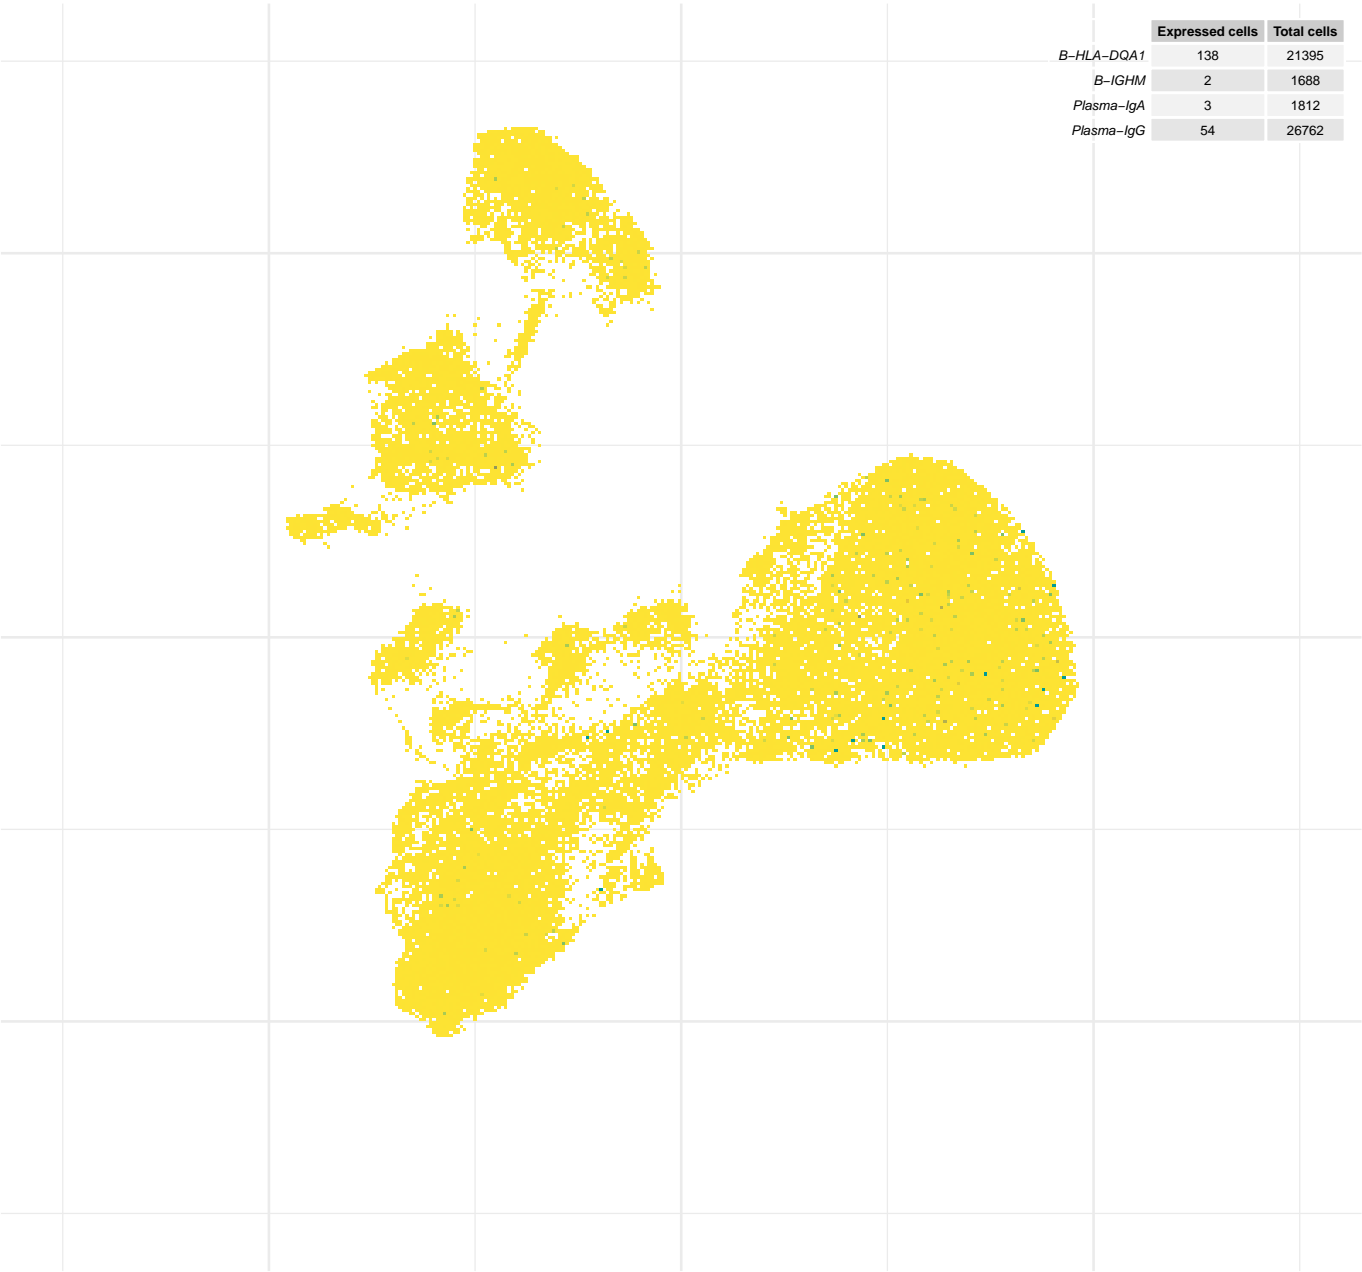 Expressed cells Total cells
B−HLA−DQA1 138 21395
B−IGHM 2 1688
Plasma−IgA 3 1812
Plasma−IgG 54 26762